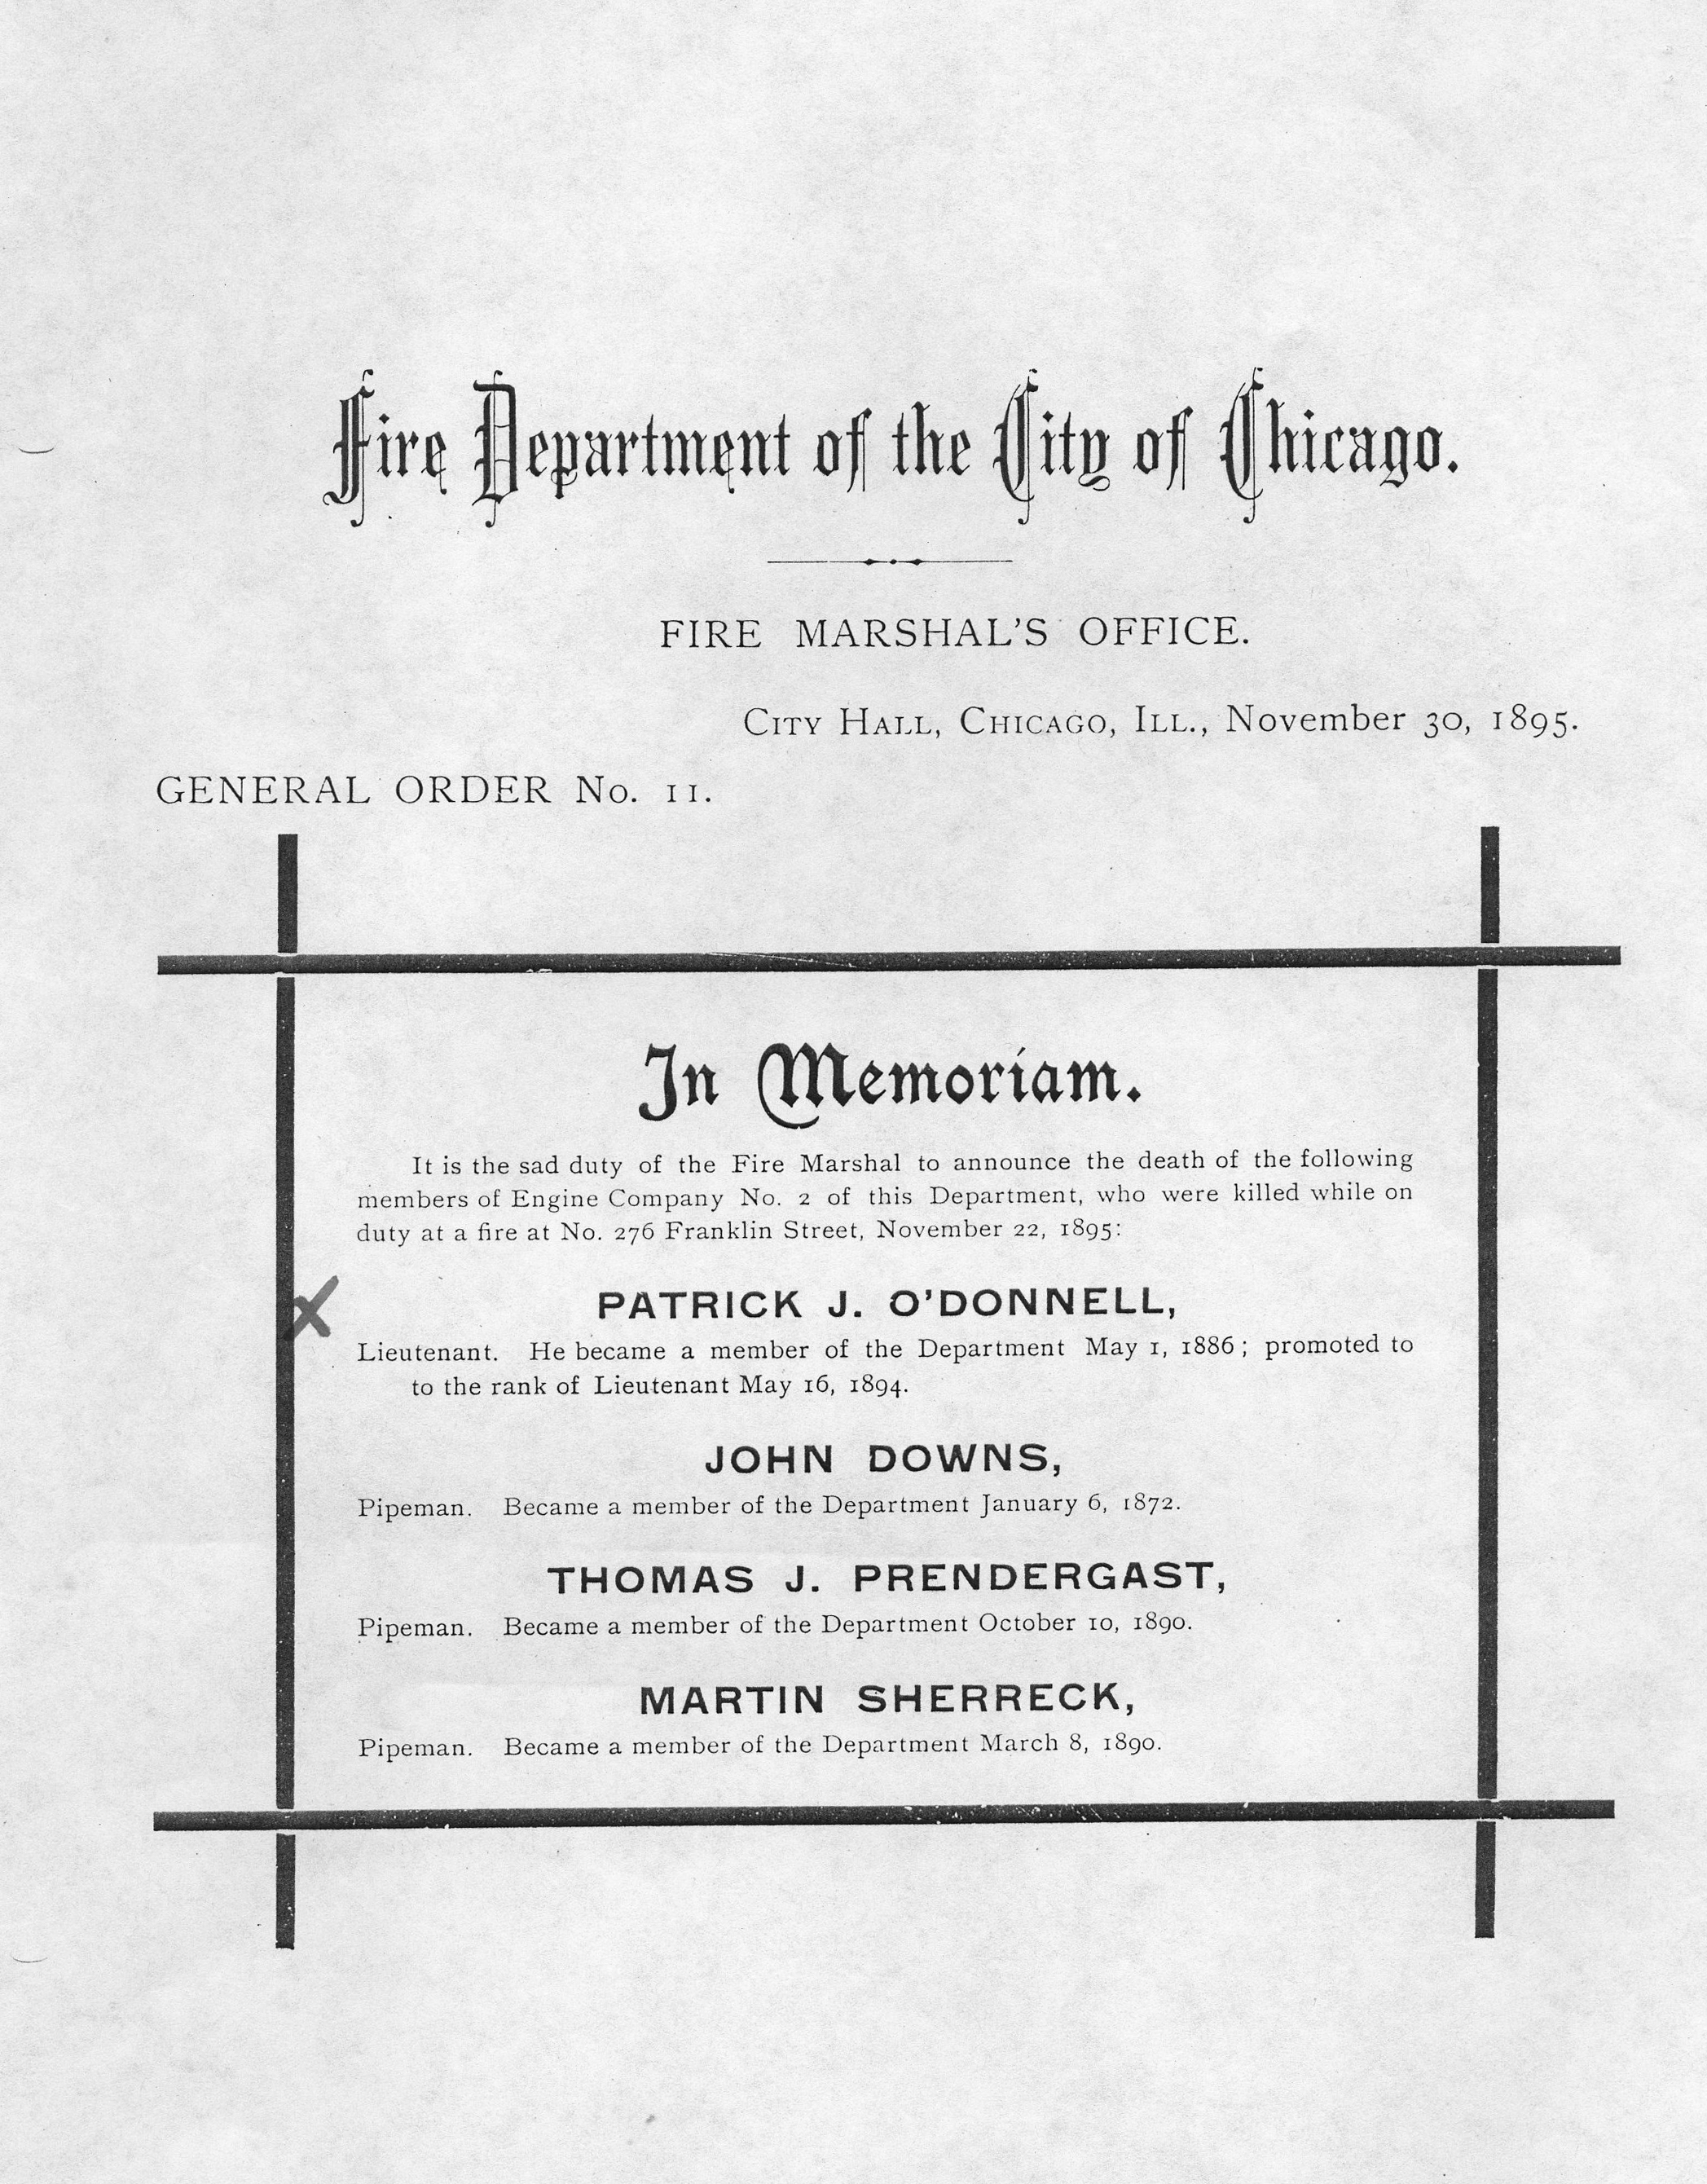 Fire Department of the City of Chicago.
FIRE MARSHAL'S OFFICE.
CITY HALL, CHICAGO, ILL., November 30, 1895.
GENERAL ORDER No. 11.
In Memoriam.
It is the sad duty of the Fire Marshal to announce the death of the following
members of Engine Company No. 2 of this Department, who were killed while on
duty at a fire at No. 276 Franklin Street, November 22, 1895:
PATRICK J. O'DONNELL,
Lieutenant. He became a member of the Department May 1, 1886; promoted to
to the rank of Lieutenant May 16, 1894.
JOHN DOWNS,
Pipeman. Became a member of the Department January 6, 1872.
THOMAS J. PRENDERGAST,
Pipeman. Became a member of the Department October 10, 1890.
MARTIN SHERRECK,
Pipeman. Became a member of the Department March 8, 1890.